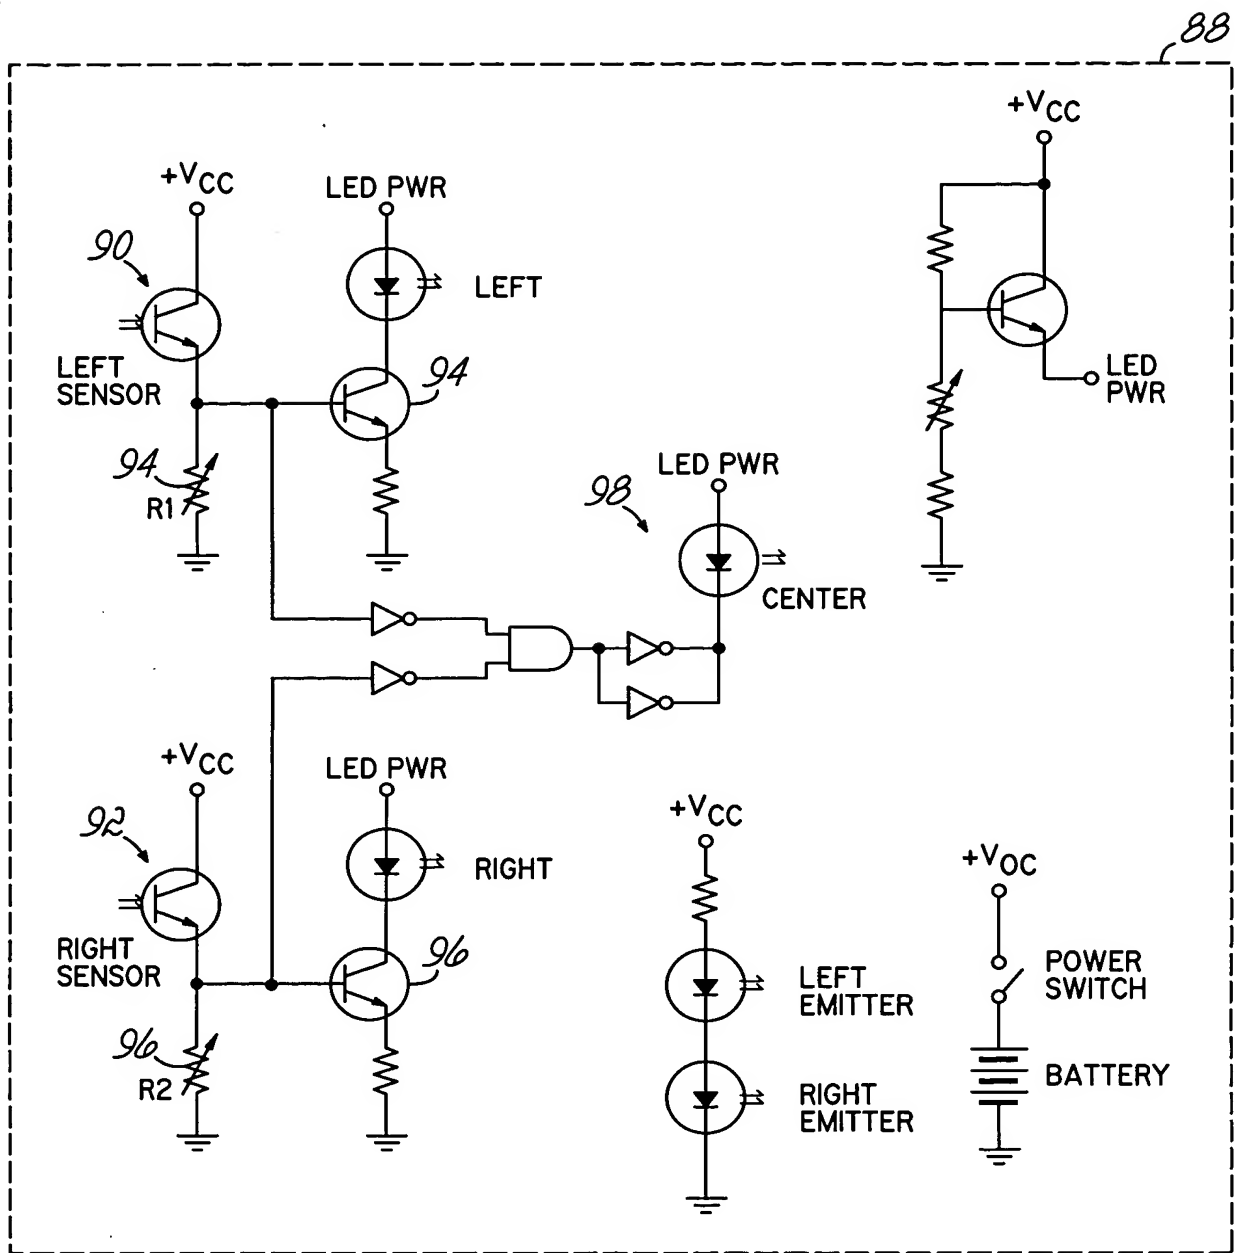 88
+VCC
+VCC
LED PWR
90
LEFT
LEFT
SENSOR
94
LED
PWR
94
R1
LED PWR
98
CENTER
+VCC
LED PWR
92
RIGHT
+VCC
+VOC
RIGHT
SENSOR
96
LEFT
EMITTER
POWER
SWITCH
96
R2
BATTERY
RIGHT
EMITTER